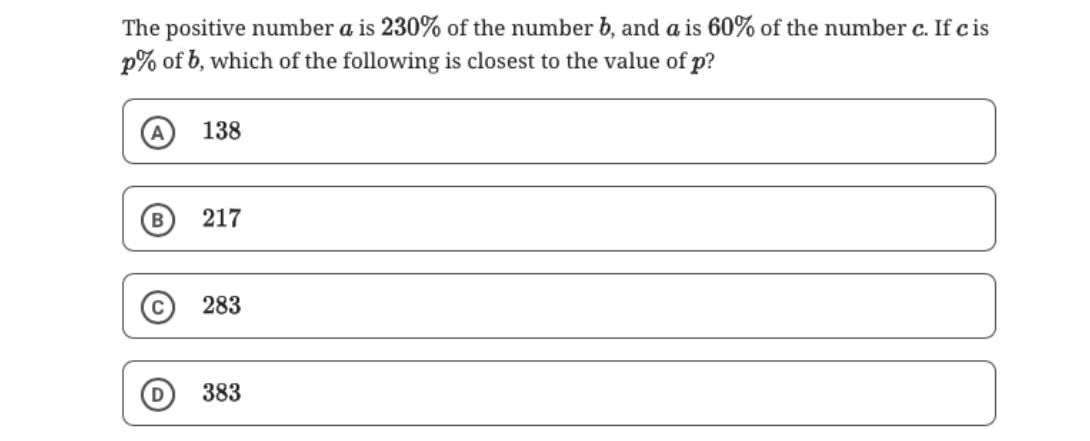 The positive number a is 230% of the number b, and a is 60% of the number c. If c is
p% of b, which of the following is closest to the value of p?
A 138
B 217
C 283
D 383